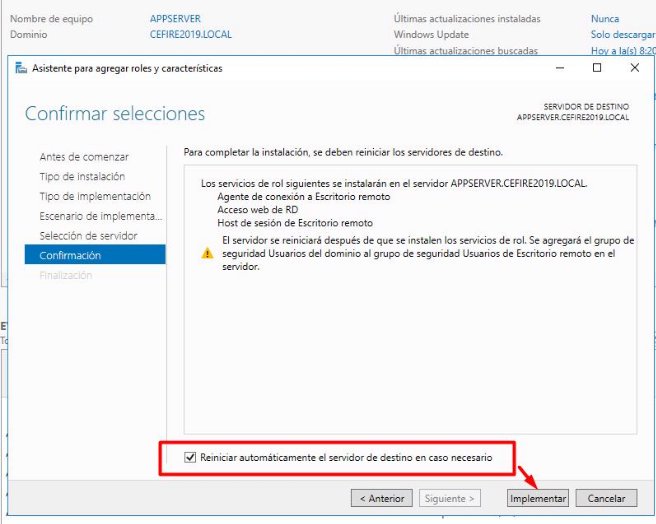 Nombre de equipo APPSERVER Últimas actualizaciones instaladas Nunca
Dominio CEFIRE2019.LOCAL Windows Update Solo descargar
Últimas actualizaciones buscadas Hoy a la(s) 8:20
Asistente para agregar roles y características
Confirmar selecciones
SERVIDOR DE DESTINO
APPSERVER.CEFIRE2019.LOCAL
Antes de comenzar
Tipo de instalación
Tipo de implementación
Escenario de implementa...
Selección de servidor
Confirmación
Finalización
Para completar la instalación, se deben reiniciar los servidores de destino.
Los servicios de rol siguientes se instalarán en el servidor APPSERVER.CEFIRE2019.LOCAL.
Agente de conexión a Escritorio remoto
Acceso web de RD
Host de sesión de Escritorio remoto
El servidor se reiniciará después de que se instalen los servicios de rol. Se agregará el grupo de
seguridad Usuarios del dominio al grupo de seguridad Usuarios de Escritorio remoto en el
servidor.
Reiniciar automáticamente el servidor de destino en caso necesario
< Anterior Siguiente > Implementar Cancelar